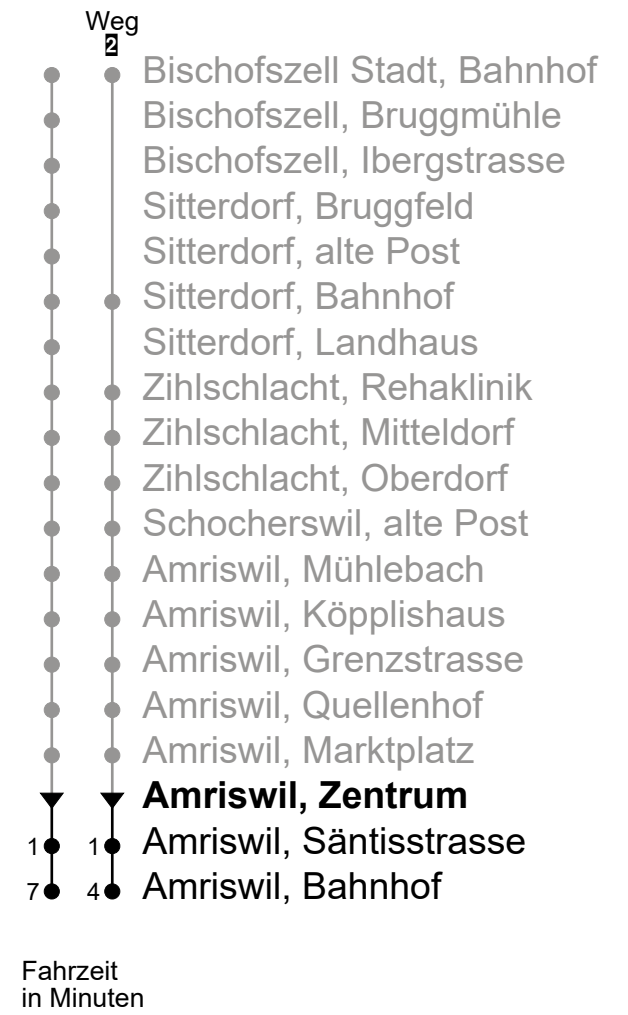 Weg
2
Bischofszell Stadt, Bahnhof
Bischofszell, Bruggmühle
Bischofszell, Ibergstrasse
Sitterdorf, Bruggfeld
Sitterdorf, alte Post
Sitterdorf, Bahnhof
Sitterdorf, Landhaus
Zihlschlacht, Rehaklinik
Zihlschlacht, Mitteldorf
Zihlschlacht, Oberdorf
Schocherswil, alte Post
Amriswil, Mühlebach
Amriswil, Köpplishaus
Amriswil, Grenzstrasse
Amriswil, Quellenhof
Amriswil, Marktplatz
Amriswil, Zentrum
1 1 Amriswil, Säntisstrasse
7 4 Amriswil, Bahnhof
Fahrzeit
in Minuten